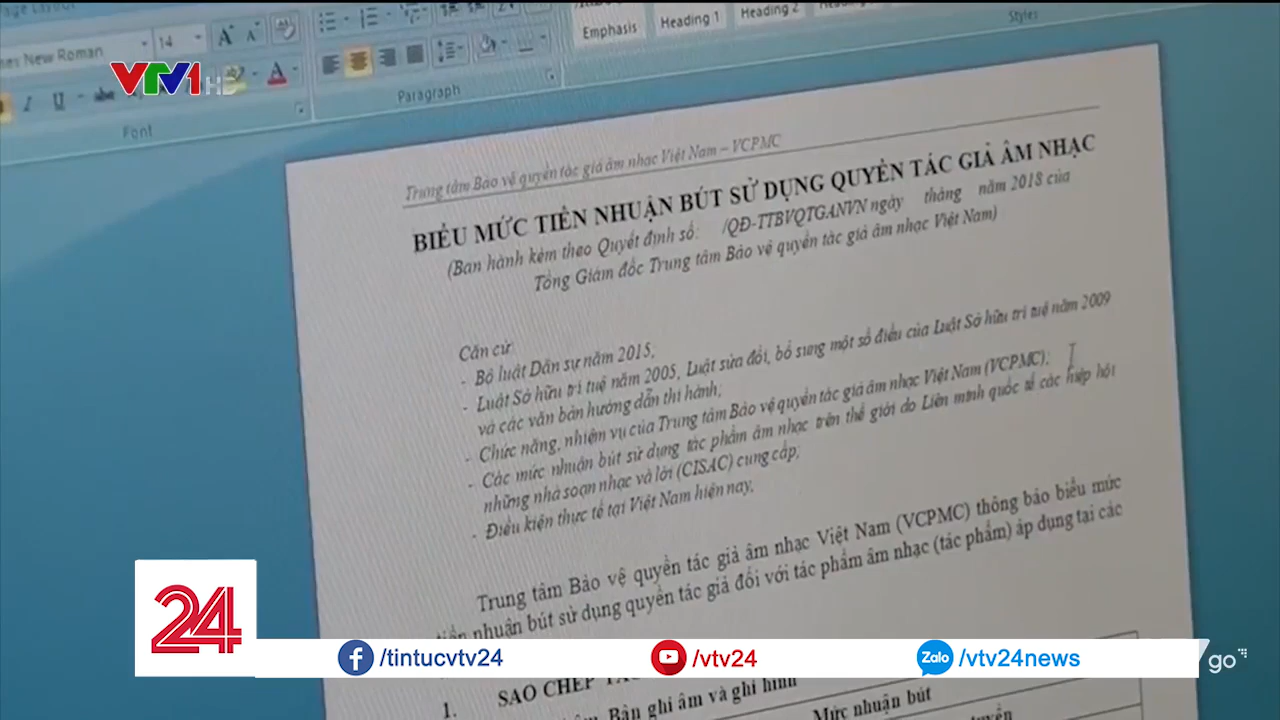 Page Layout
New Roman
14
Emphasis
Heading 1
Heading 2
Styles
VTV1 HD
Font
Paragraph
Trung tâm Bảo vệ quyền tác giả âm nhạc Việt Nam – VCPMC
BIỂU MỨC TIỀN NHUẬN BÚT SỬ DỤNG QUYỀN TÁC GIẢ ÂM NHẠC
(Ban hành kèm theo Quyết định số: /QĐ-TTBVQTGANVN ngày tháng năm 2018 của
Tổng Giám đốc Trung tâm Bảo vệ quyền tác giả âm nhạc Việt Nam)
Căn cứ:
- Bộ luật Dân sự năm 2015;
- Luật Sở hữu trí tuệ năm 2005, Luật sửa đổi, bổ sung một số điều của Luật Sở hữu trí tuệ năm 2009
và các văn bản hướng dẫn thi hành;
- Chức năng, nhiệm vụ của Trung tâm Bảo vệ quyền tác giả âm nhạc Việt Nam (VCPMC);
- Các mức nhuận bút sử dụng tác phẩm âm nhạc trên thế giới do Liên minh quốc tế các hiệp hội
những nhà soạn nhạc và lời (CISAC) cung cấp;
- Điều kiện thực tế tại Việt Nam hiện nay,
Trung tâm Bảo vệ quyền tác giả âm nhạc Việt Nam (VCPMC) thông báo biểu mức
tiền nhuận bút sử dụng quyền tác giả đối với tác phẩm âm nhạc (tác phẩm) áp dụng tại các
24
/tintucvtv24
/vtv24
Zalo /vtv24news
go
1. SAO CHÉP
Bản ghi âm và ghi hình
Mức nhuận bút